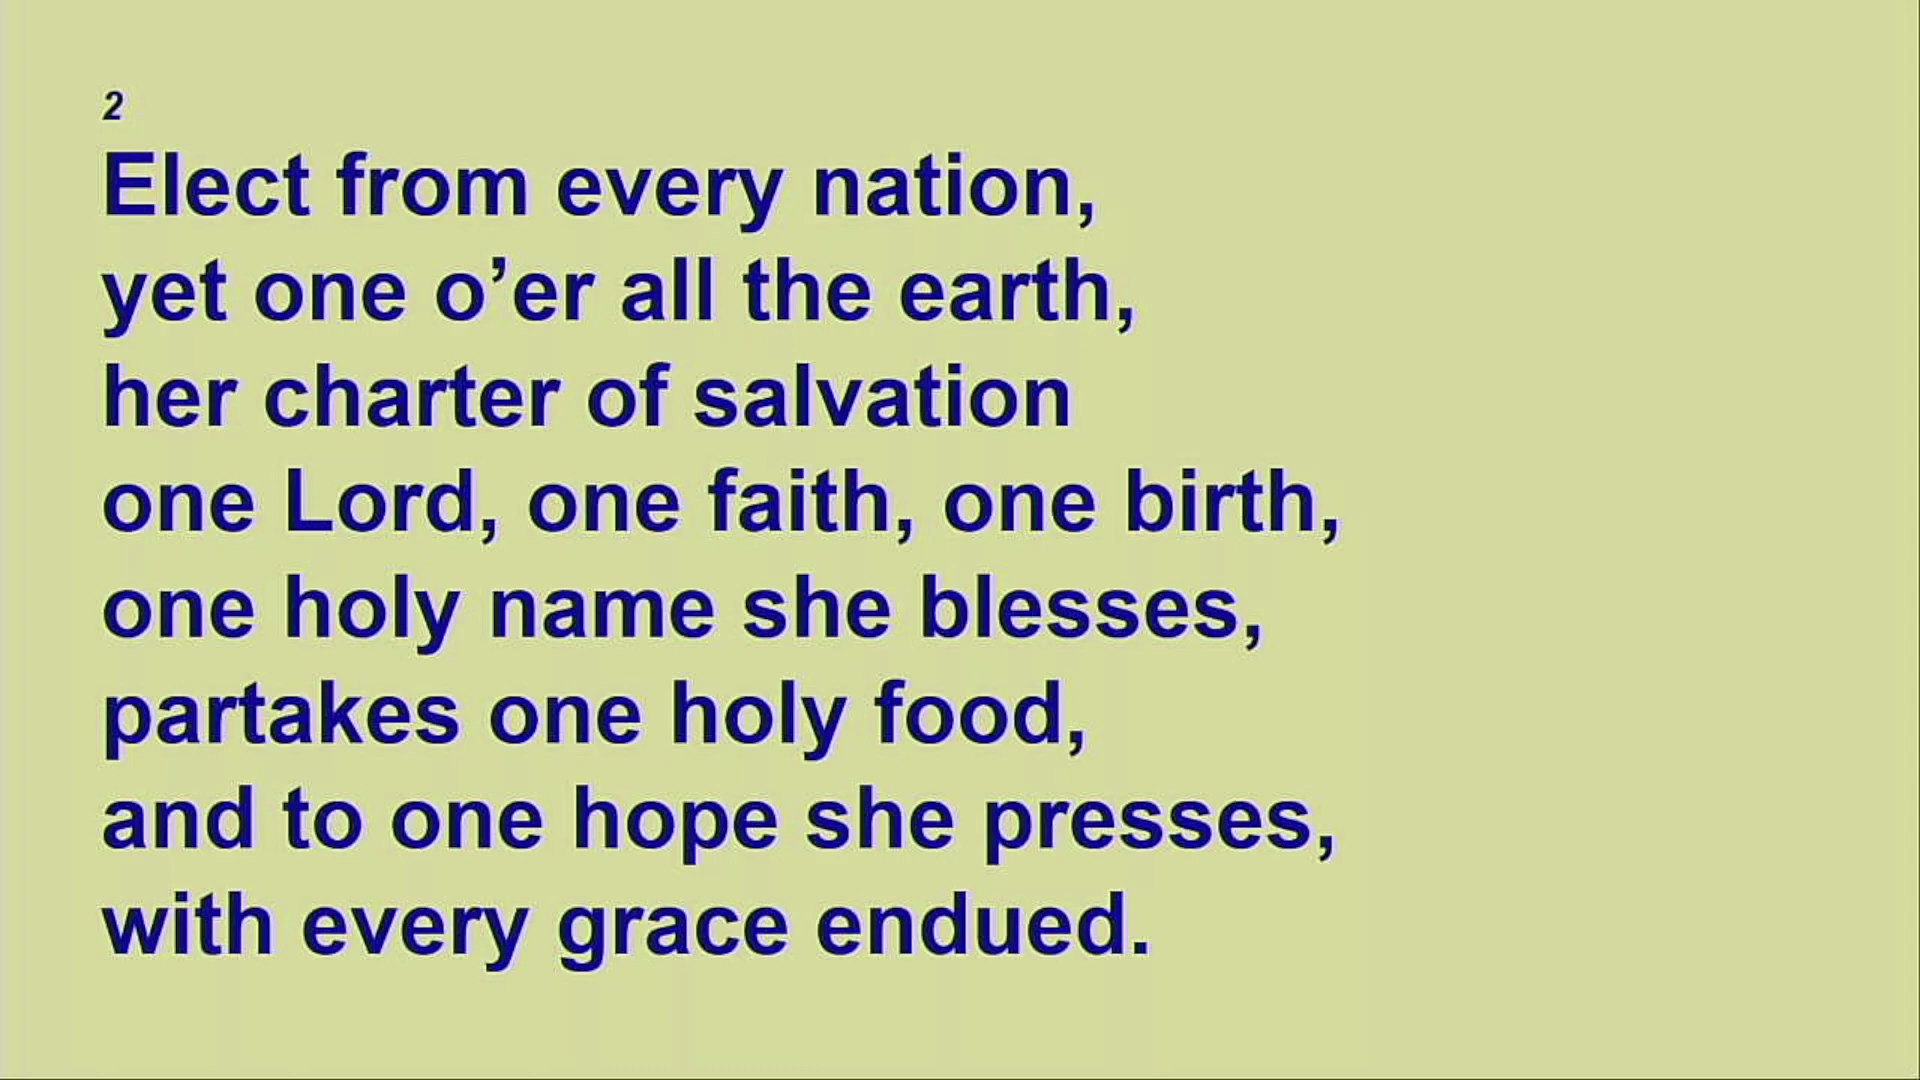 2
Elect from every nation,
yet one o’er all the earth,
her charter of salvation
one Lord, one faith, one birth,
one holy name she blesses,
partakes one holy food,
and to one hope she presses,
with every grace endued.